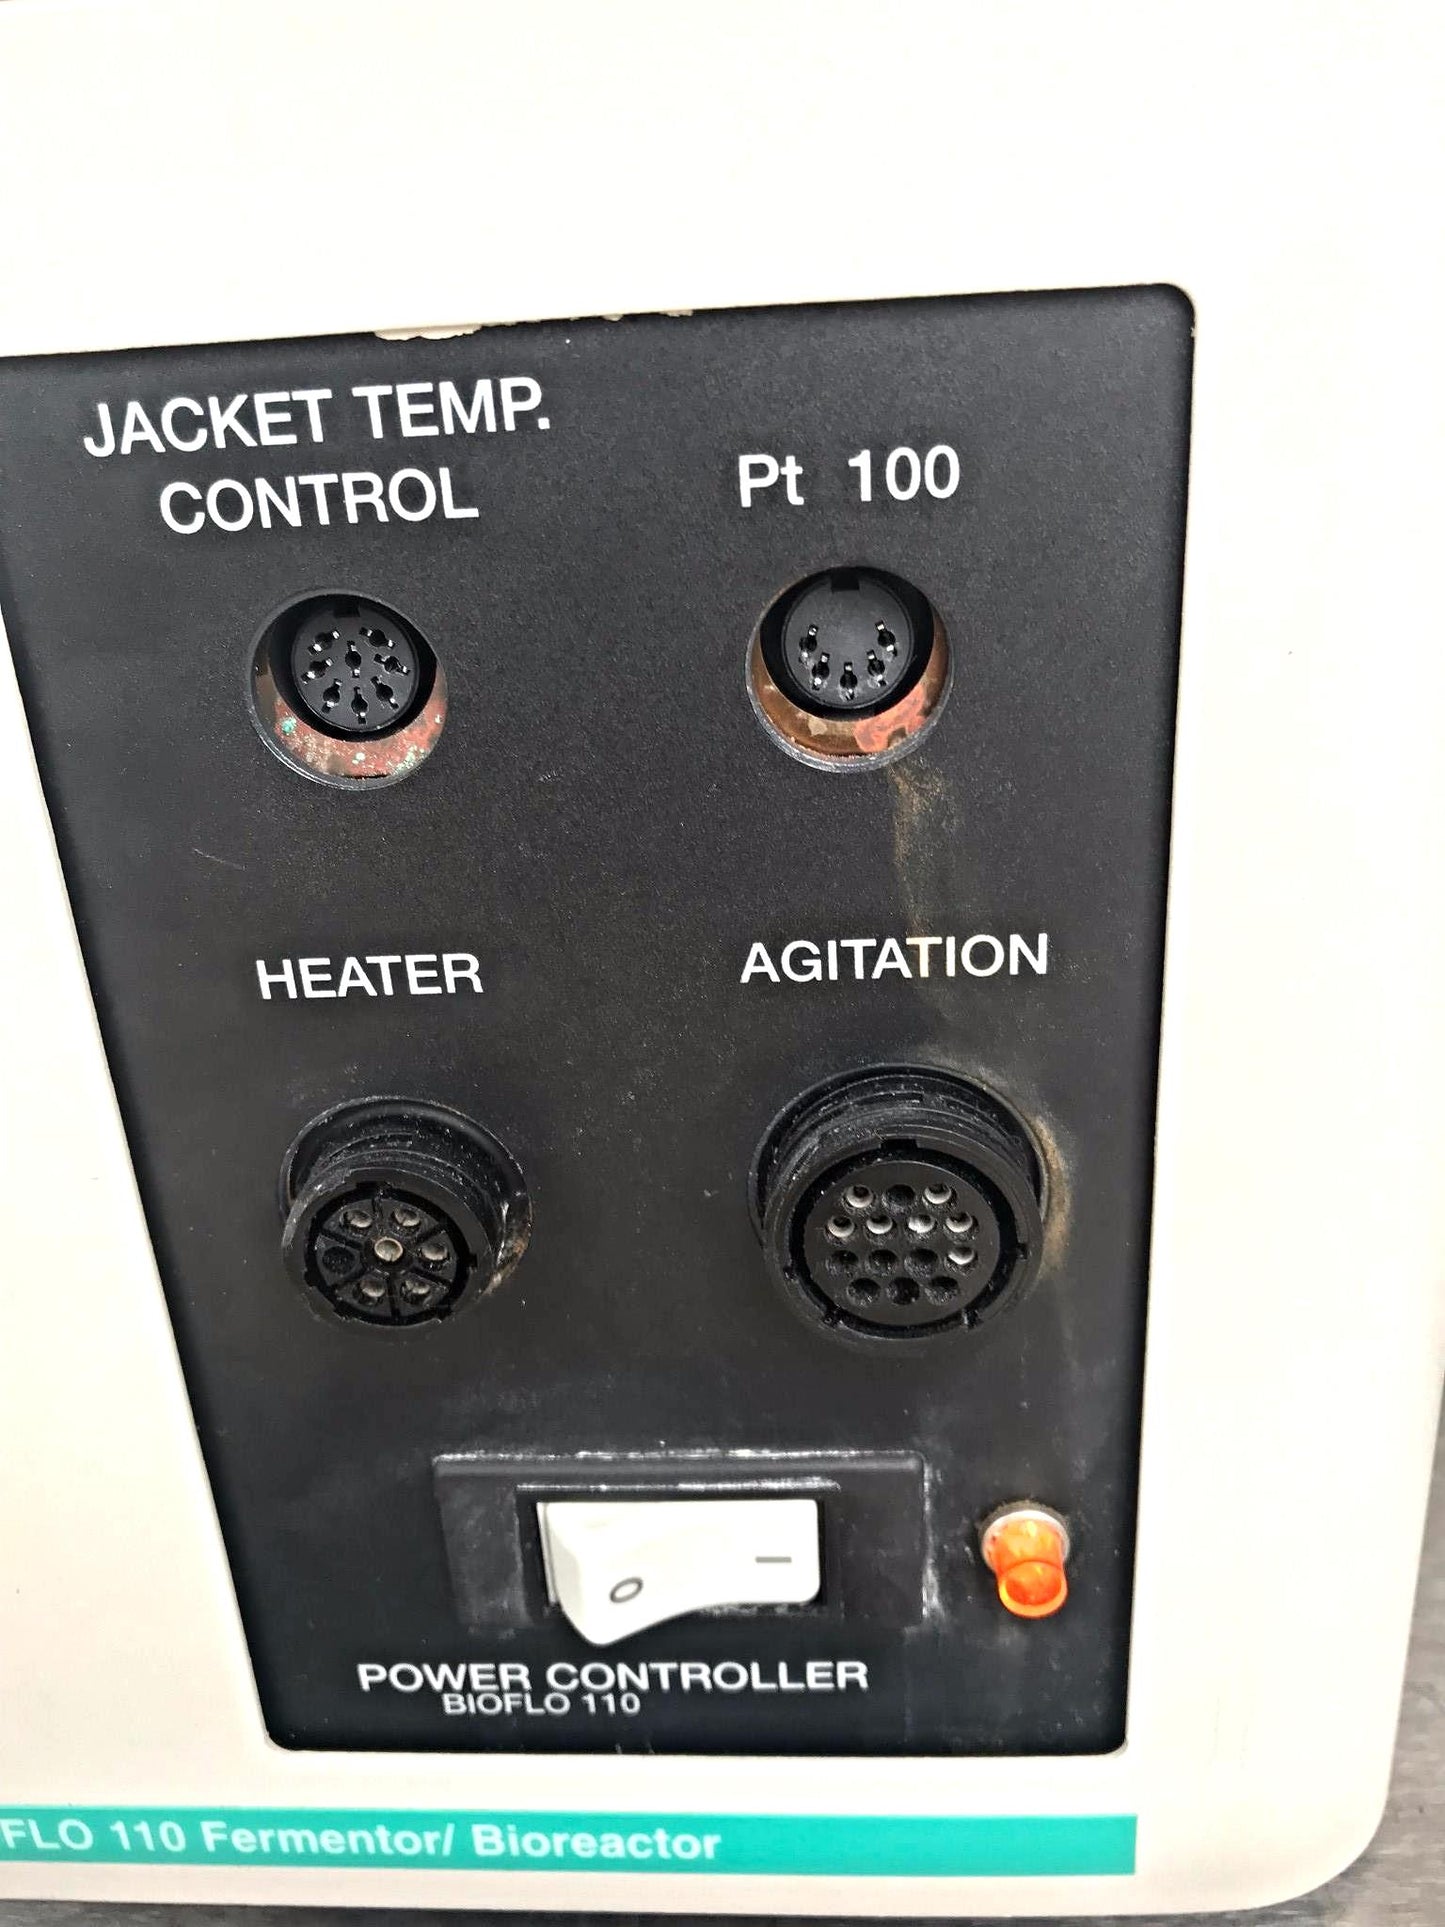 JACKET TEMP.
CONTROL
Pt 100
HEATER
AGITATION
O
POWER CONTROLLER
BIOFLO 110
FLO 110 Fermentor/ Bioreactor